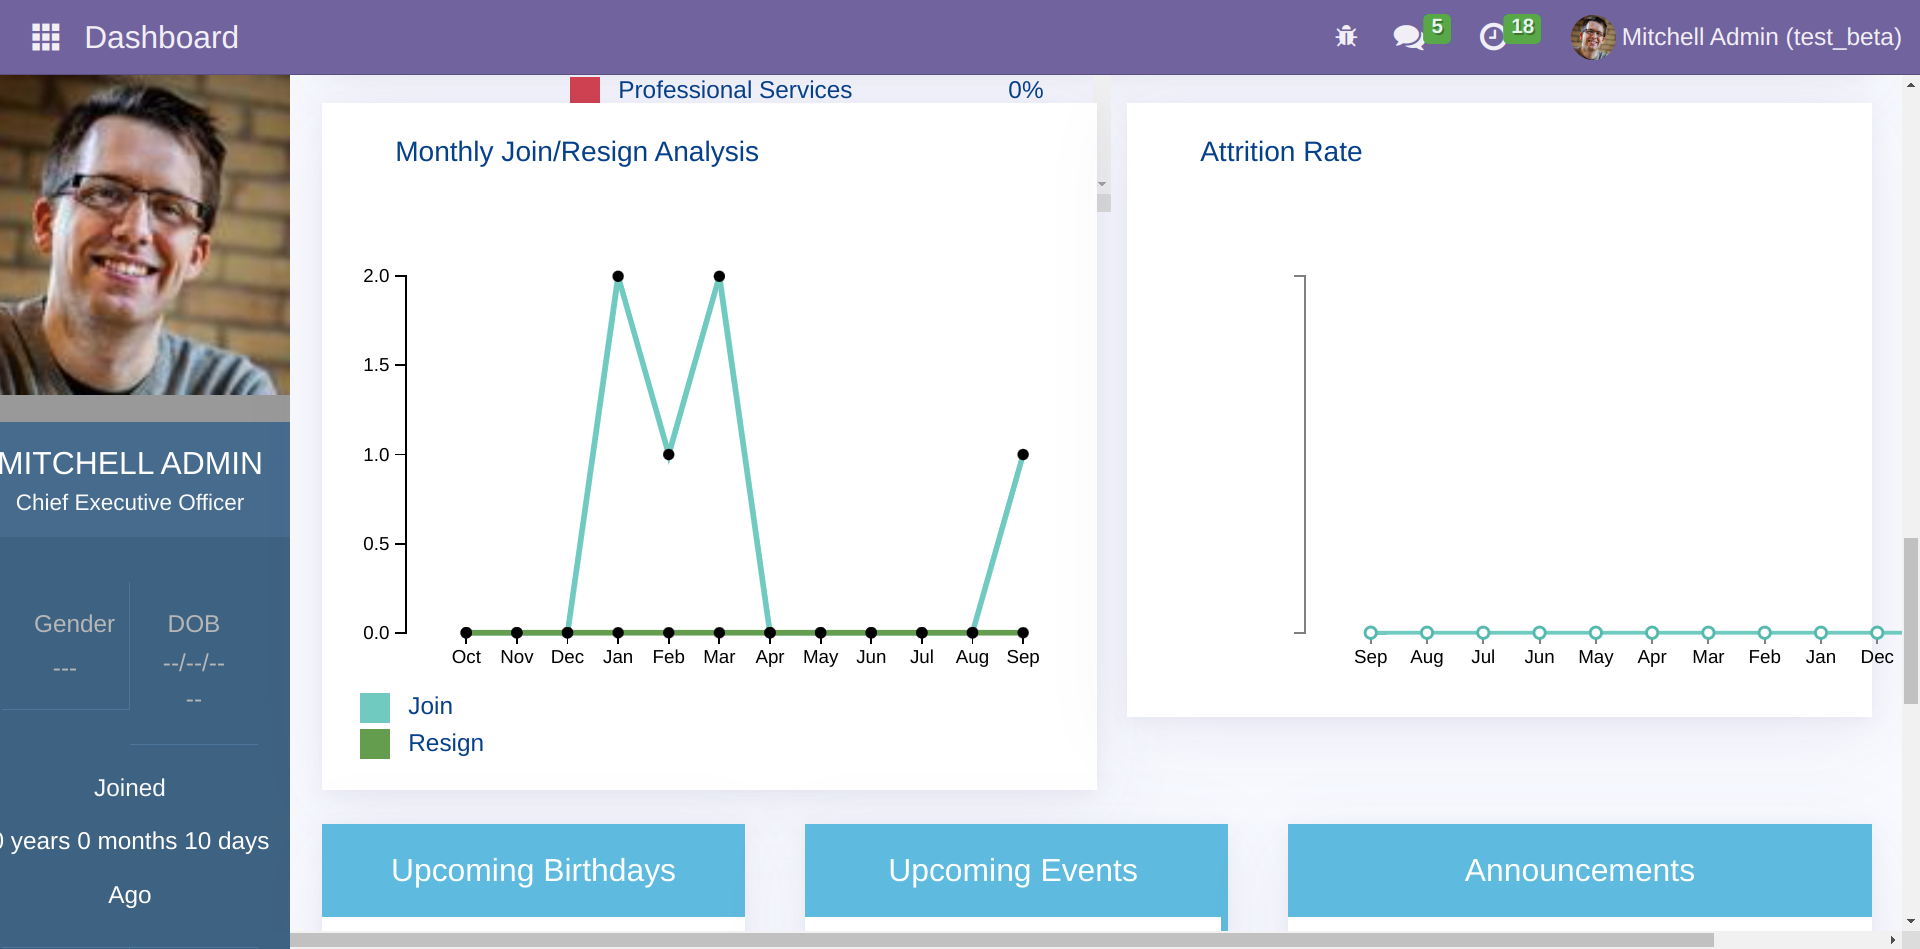 Dashboard
5
18
Mitchell Admin (test_beta)
MITCHELL ADMIN
Chief Executive Officer
Gender
DOB
---
--/--/--
--
Joined
0 years 0 months 10 days
Ago
Professional Services 0%
Monthly Join/Resign Analysis
2.0
1.5
1.0
0.5
0.0
Oct Nov Dec Jan Feb Mar Apr May Jun Jul Aug Sep
Join
Resign
Attrition Rate
Sep Aug Jul Jun May Apr Mar Feb Jan Dec
Upcoming Birthdays
Upcoming Events
Announcements